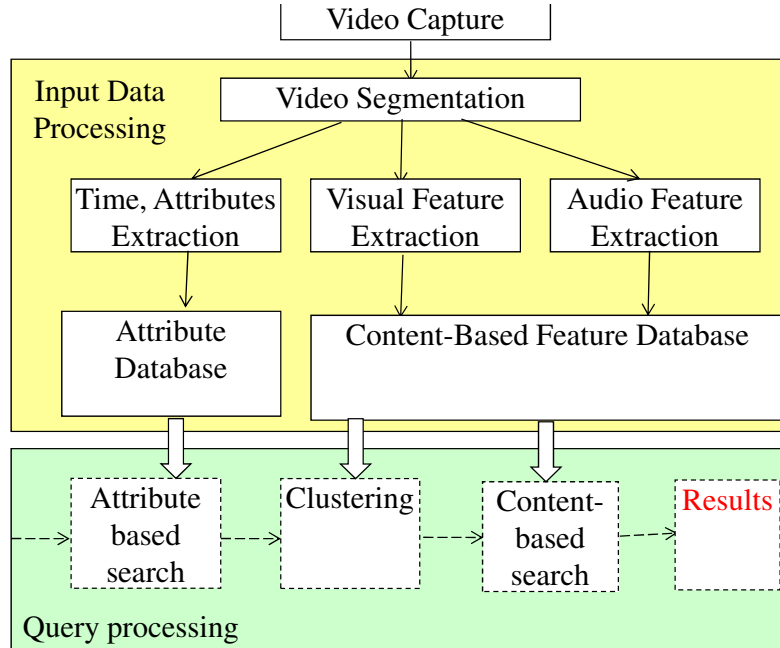 Video Capture
Input Data
Processing
Video Segmentation
Time, Attributes
Extraction
Visual Feature
Extraction
Audio Feature
Extraction
Attribute
Database
Content-Based Feature Database
Attribute
based
search
Clustering
Content-
based
search
Results
Query processing